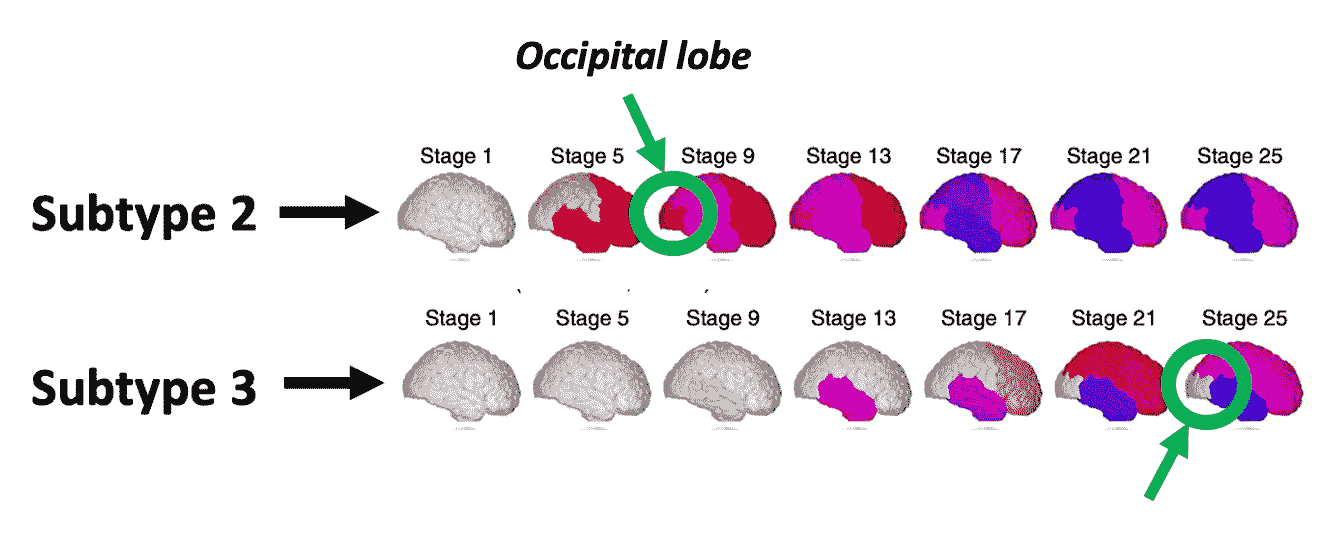 Occipital lobe
Stage 1 Stage 5 Stage 9 Stage 13 Stage 17 Stage 21 Stage 25
Subtype 2
Stage 1 Stage 5 Stage 9 Stage 13 Stage 17 Stage 21 Stage 25
Subtype 3